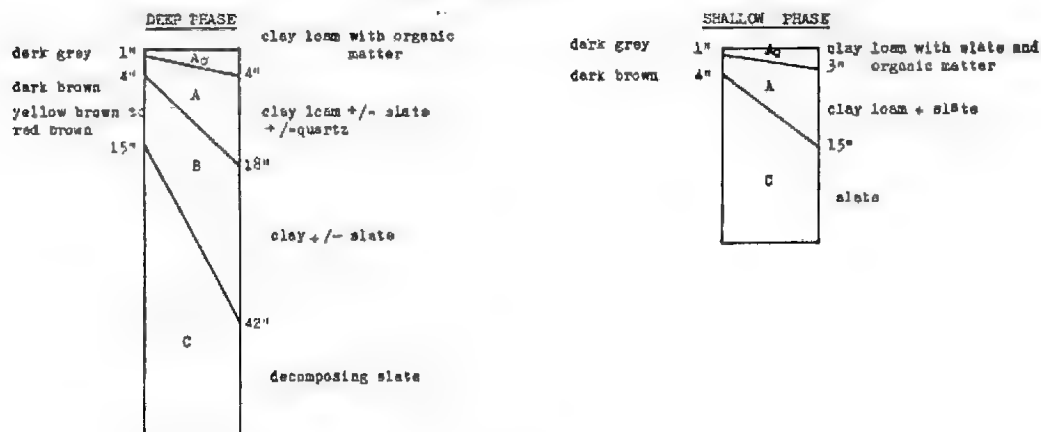 DEEP PHASE
dark grey 1" Ao clay loam with organic
matter
4" 4"
dark brown A
yellow brown to clay loam +/- slate
red brown +/-quartz
15" B 18"
clay +/- slate
42"
C
decomposing slate
SHALLOW PHASE
dark grey 1" Ao clay loam with slate and
3" organic matter
dark brown 4" A
clay loam + slate
15"
C
slate